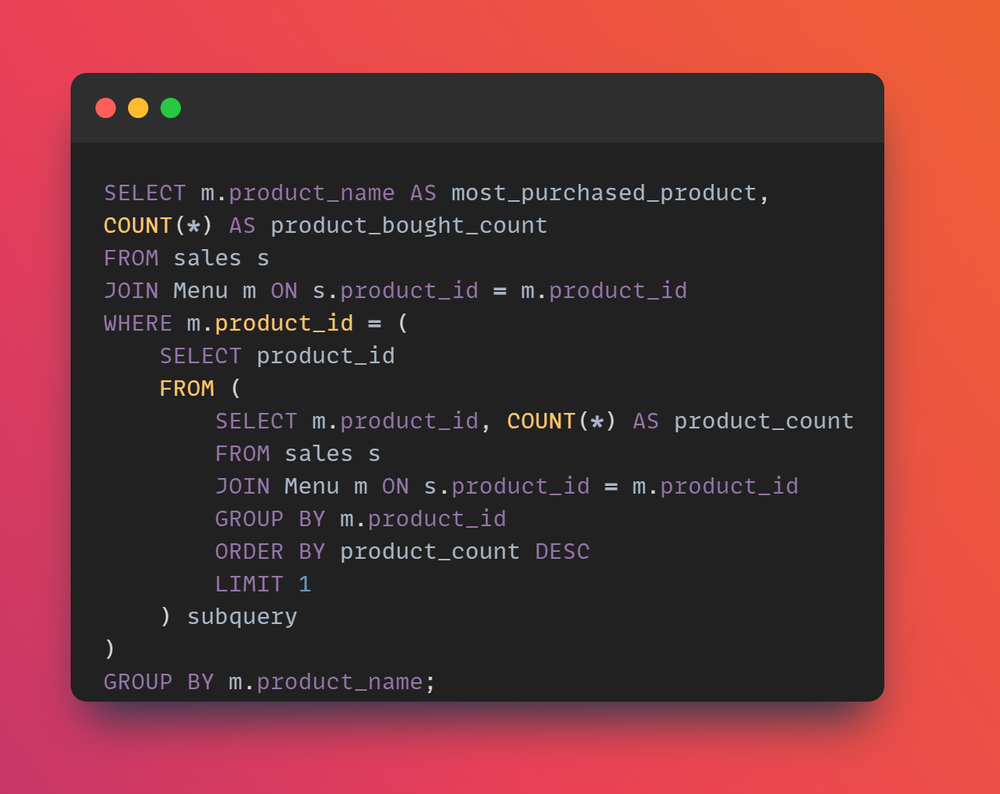 SELECT m.product_name AS most_purchased_product,
COUNT(*) AS product_bought_count
FROM sales s
JOIN Menu m ON s.product_id = m.product_id
WHERE m.product_id = (
    SELECT product_id
    FROM (
        SELECT m.product_id, COUNT(*) AS product_count
        FROM sales s
        JOIN Menu m ON s.product_id = m.product_id
        GROUP BY m.product_id
        ORDER BY product_count DESC
        LIMIT 1
    ) subquery
)
GROUP BY m.product_name;